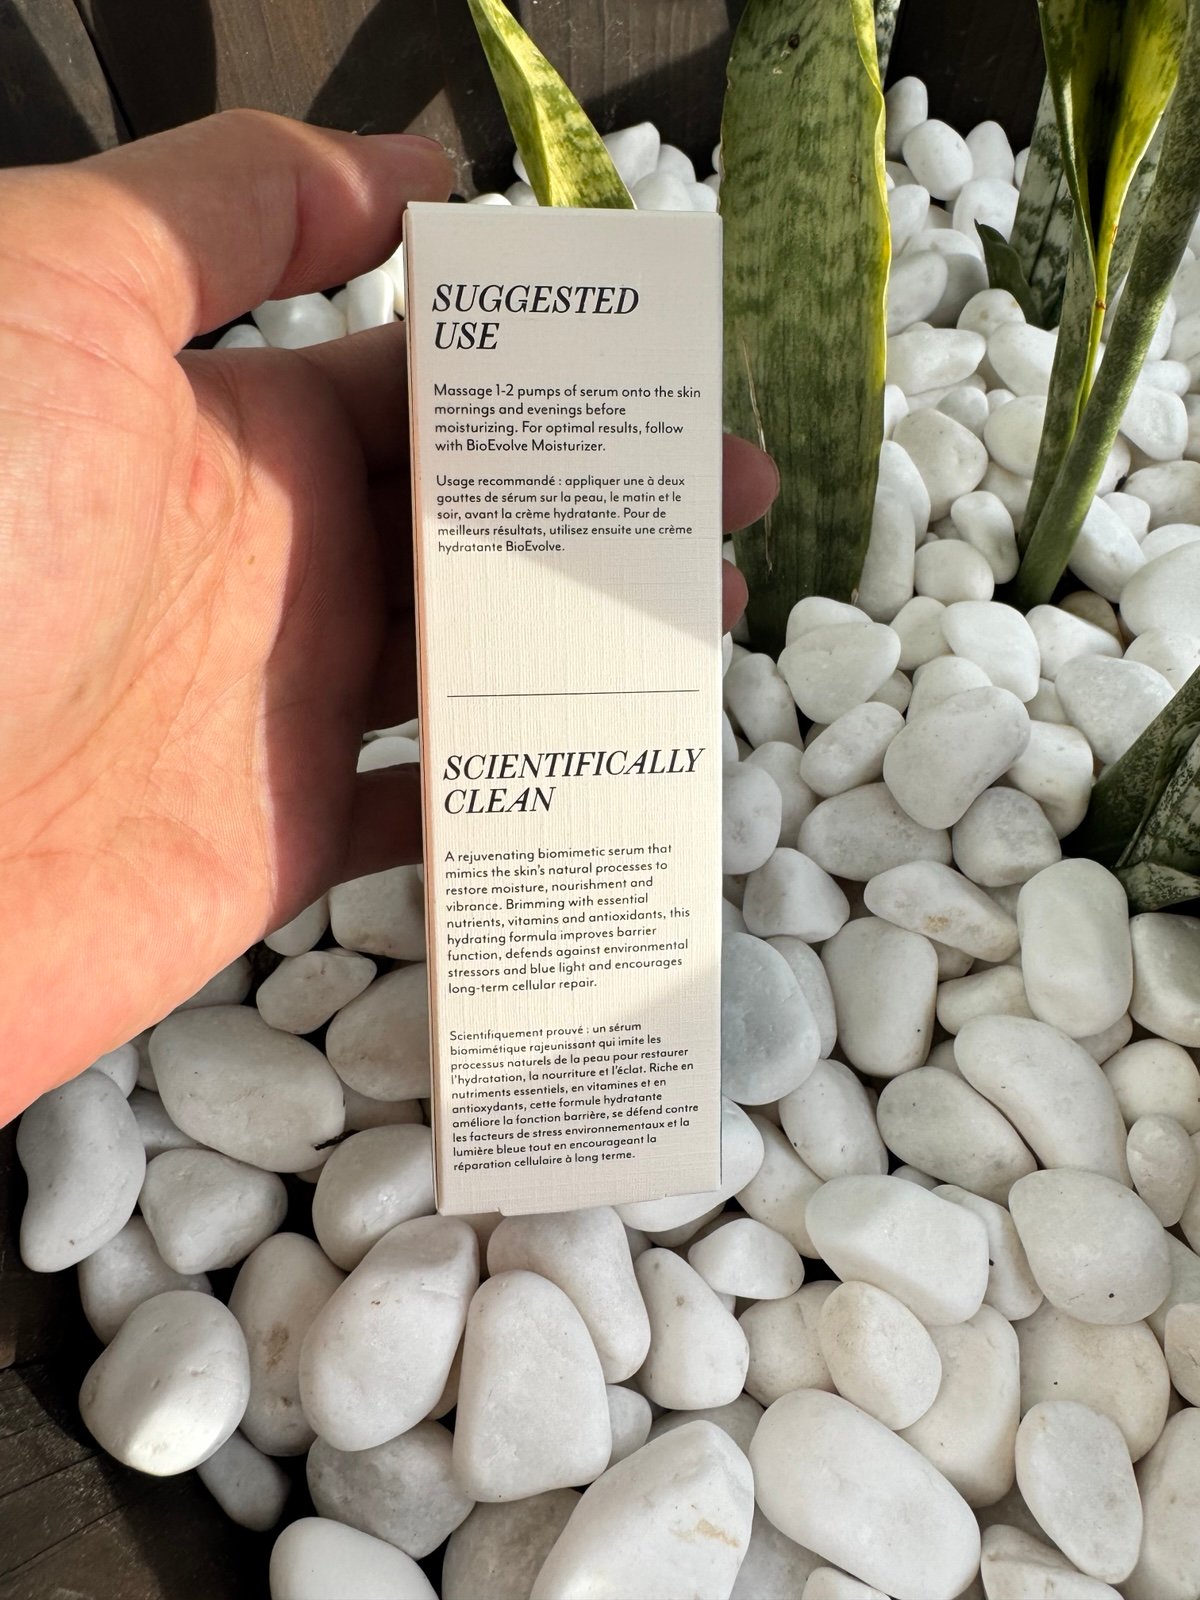 SUGGESTED
USE
Massage 1-2 pumps of serum onto the skin
mornings and evenings before
moisturizing. For optimal results, follow
with BioEvolve Moisturizer.
Usage recommandé : appliquer une à deux
gouttes de sérum sur la peau, le matin et le
soir, avant la crème hydratante. Pour de
meilleurs résultats, utilisez ensuite une crème
hydratante BioEvolve.
SCIENTIFICALLY
CLEAN
A rejuvenating biomimetic serum that
mimics the skin's natural processes to
restore moisture, nourishment and
vibrance. Brimming with essential
nutrients, vitamins and antioxidants, this
hydrating formula improves barrier
function, defends against environmental
stressors and blue light and encourages
long-term cellular repair.
Scientifiquement prouvé : un sérum
biomimétique rajeunissant qui imite les
processus naturels de la peau pour restaurer
l'hydratation, la nourriture et l'éclat. Riche en
nutriments essentiels, en vitamines et en
antioxydants, cette formule hydratante
améliore la fonction barrière, se défend contre
les facteurs de stress environnementaux et la
lumière bleue tout en encourageant la
réparation cellulaire à long terme.